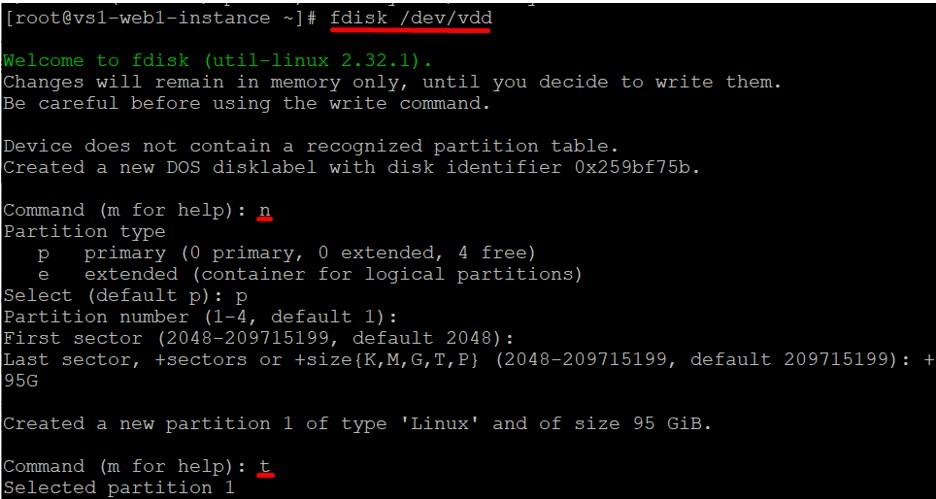 [root@vs1-web1-instance ~]# fdisk /dev/vdd
Welcome to fdisk (util-linux 2.32.1).
Changes will remain in memory only, until you decide to write them.
Be careful before using the write command.
Device does not contain a recognized partition table.
Created a new DOS disklabel with disk identifier 0x259bf75b.
Command (m for help): n
Partition type
   p   primary (0 primary, 0 extended, 4 free)
   e   extended (container for logical partitions)
Select (default p): p
Partition number (1-4, default 1):
First sector (2048-209715199, default 2048):
Last sector, +sectors or +size{K,M,G,T,P} (2048-209715199, default 209715199): +
95G
Created a new partition 1 of type 'Linux' and of size 95 GiB.
Command (m for help): t
Selected partition 1